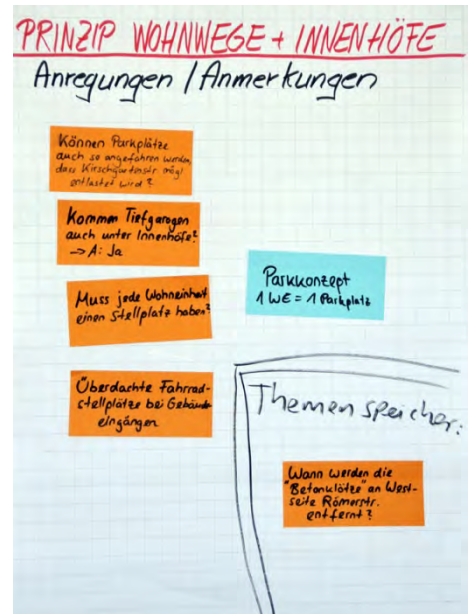 PRINZIP WOHNWEGE + INNENHÖFE
Anregungen / Anmerkungen
Können Parkplätze
auch so angefahren werden,
dass Kirschgartenstr. mögl.
entlastet wird?
Kommen Tiefgaragen
auch unter Innenhöfe?
-> A: Ja
Muss jede Wohneinheit
einen Stellplatz haben?
Parkkonzept
1 WE = 1 Parkplatz
Überdachte Fahrrad-
stellplätze bei Gebäude
eingängen
Themenspeicher:
Wann werden die
"Betonklötze" an West-
seite Römerstr.
entfernt?